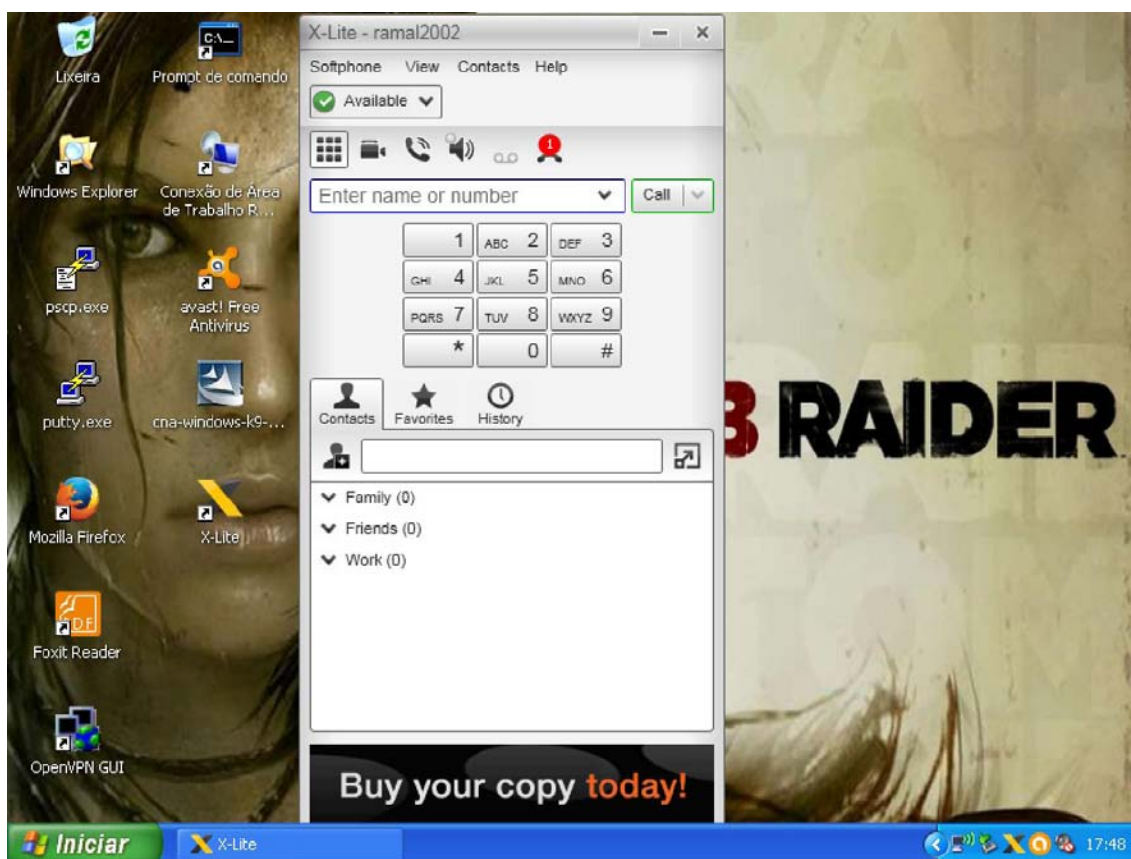 Lixeira
C:\_
Prompt de comando
Windows Explorer
Conexão de Área
de Trabalho R...
pscp.exe
avast! Free
Antivirus
putty.exe
cna-windows-k9-...
Mozilla Firefox
X-Lite
PDF
Foxit Reader
OpenVPN GUI
X-Lite - ramal2002
Softphone View Contacts Help
Available
1
Enter name or number
Call
1 ABC 2 DEF 3
GHI 4 JKL 5 MNO 6
PQRS 7 TUV 8 WXYZ 9
* 0 #
Contacts Favorites History
Family (0)
Friends (0)
Work (0)
Buy your copy today!
B RAIDER
Iniciar
X-Lite
17:48